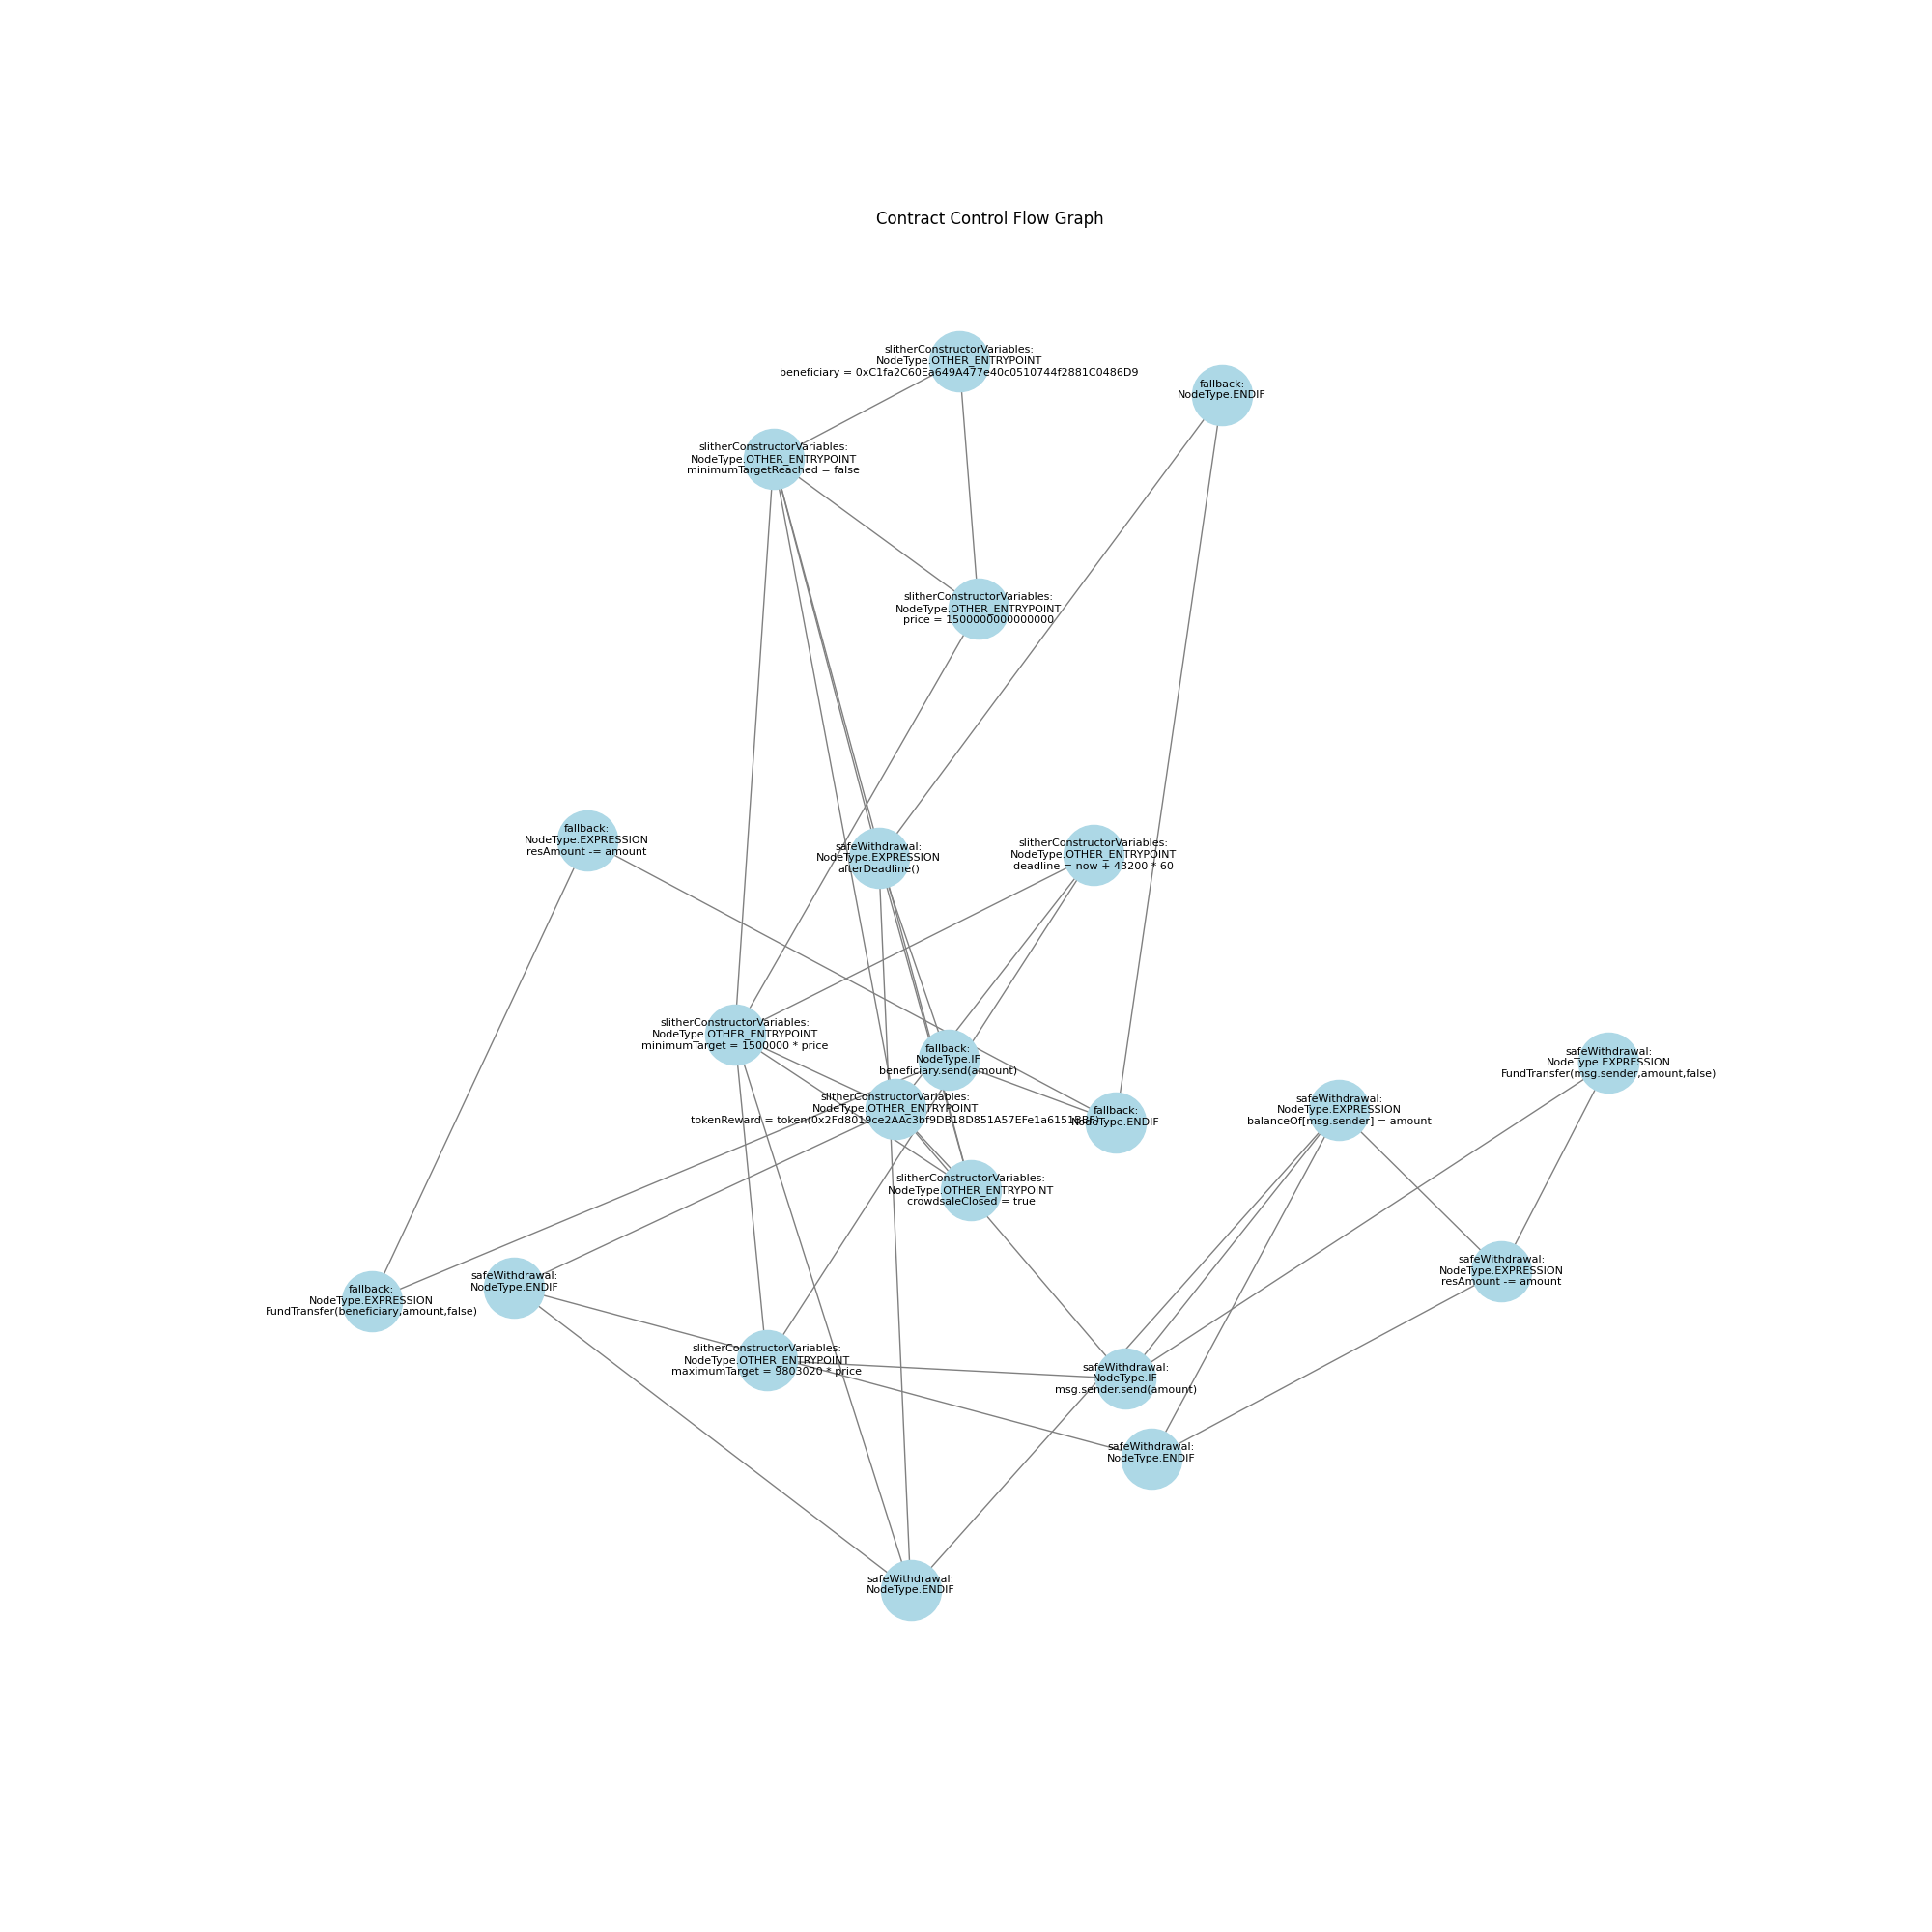 Contract Control Flow Graph
slitherConstructorVariables:
NodeType.OTHER_ENTRYPOINT
beneficiary = 0xC1fa2C60Ea649A477e40c0510744f2881C0486D9
fallback:
NodeType.ENDIF
slitherConstructorVariables:
NodeType.OTHER_ENTRYPOINT
minimumTargetReached = false
slitherConstructorVariables:
NodeType.OTHER_ENTRYPOINT
price = 1500000000000000
fallback:
NodeType.EXPRESSION
resAmount -= amount
safeWithdrawal:
NodeType.EXPRESSION
afterDeadline()
slitherConstructorVariables:
NodeType.OTHER_ENTRYPOINT
deadline = now + 43200 * 60
slitherConstructorVariables:
NodeType.OTHER_ENTRYPOINT
minimumTarget = 1500000 * price
fallback:
NodeType.IF
beneficiary.send(amount)
safeWithdrawal:
NodeType.EXPRESSION
FundTransfer(msg.sender,amount,false)
slitherConstructorVariables:
NodeType.OTHER_ENTRYPOINT
tokenReward =
fallback:
NodeType.ENDIF
safeWithdrawal:
NodeType.EXPRESSION
balanceOf[msg.sender] = amount
slitherConstructorVariables:
NodeType.OTHER_ENTRYPOINT
crowdsaleClosed = true
safeWithdrawal:
NodeType.EXPRESSION
resAmount -= amount
fallback:
NodeType.EXPRESSION
FundTransfer(beneficiary,amount,false)
safeWithdrawal:
NodeType.ENDIF
slitherConstructorVariables:
NodeType.OTHER_ENTRYPOINT
maximumTarget = 9803020 * price
safeWithdrawal:
NodeType.IF
msg.sender.send(amount)
safeWithdrawal:
NodeType.ENDIF
safeWithdrawal:
NodeType.ENDIF